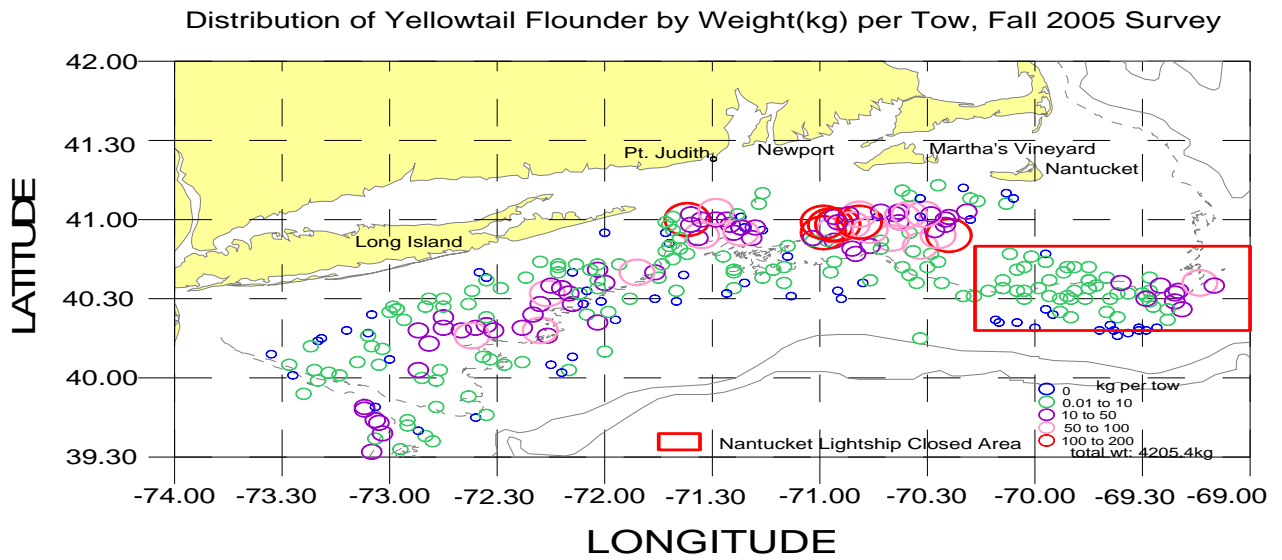 Distribution of Yellowtail Flounder by Weight(kg) per Tow, Fall 2005 Survey
42.00
41.30
41.00
40.30
40.00
39.30
LATITUDE
Pt. Judith
Newport
Martha's Vineyard
Nantucket
Long Island
kg per tow
0
0.01 to 10
10 to 50
50 to 100
100 to 200
total wt: 4205.4kg
Nantucket Lightship Closed Area
-74.00 -73.30 -73.00 -72.30 -72.00 -71.30 -71.00 -70.30 -70.00 -69.30 -69.00
LONGITUDE